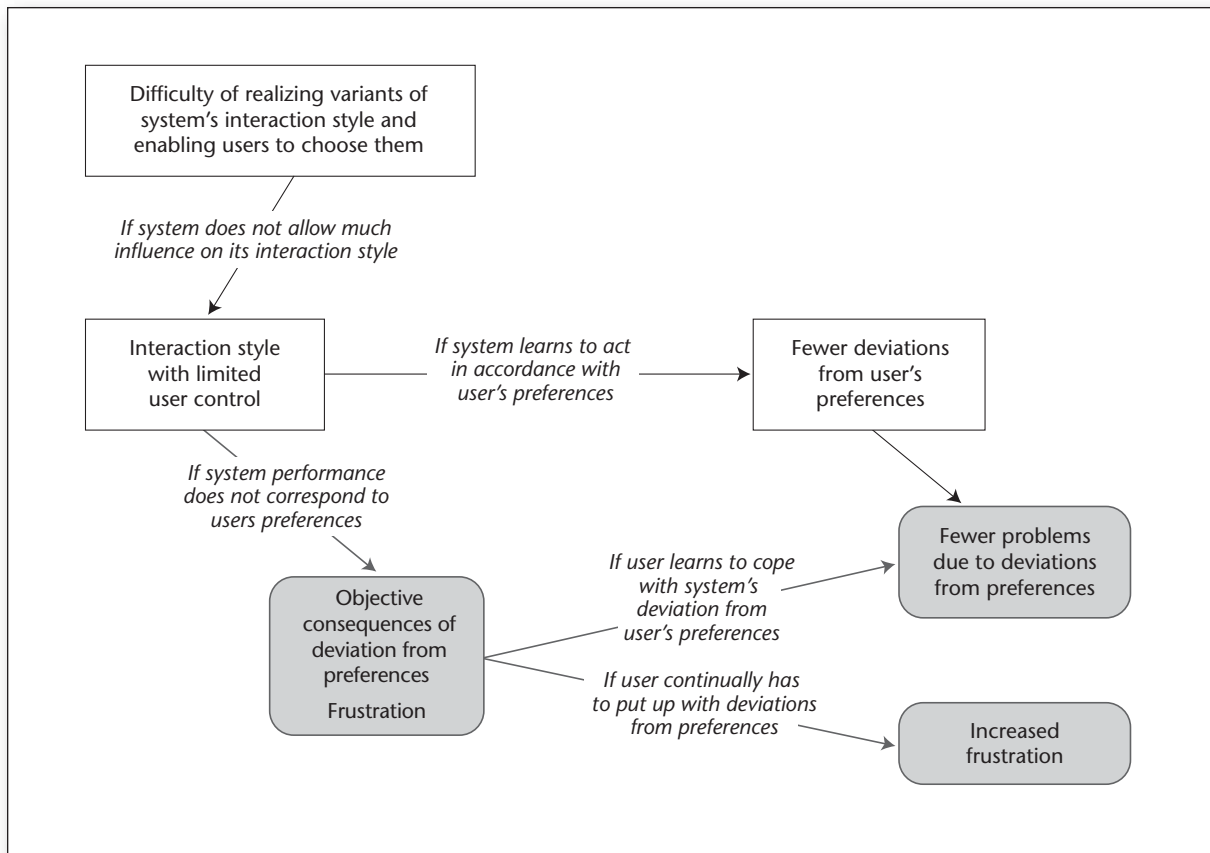 Difficulty of realizing variants of
system's interaction style and
enabling users to choose them
If system does not allow much
influence on its interaction style
Interaction style
with limited
user control
If system learns to act
in accordance with
user's preferences
Fewer deviations
from user's
preferences
If system performance
does not correspond to
users preferences
Objective
consequences of
deviation from
preferences
Frustration
If user learns to cope
with system's
deviation from
user's preferences
Fewer problems
due to deviations
from preferences
If user continually has
to put up with deviations
from preferences
Increased
frustration